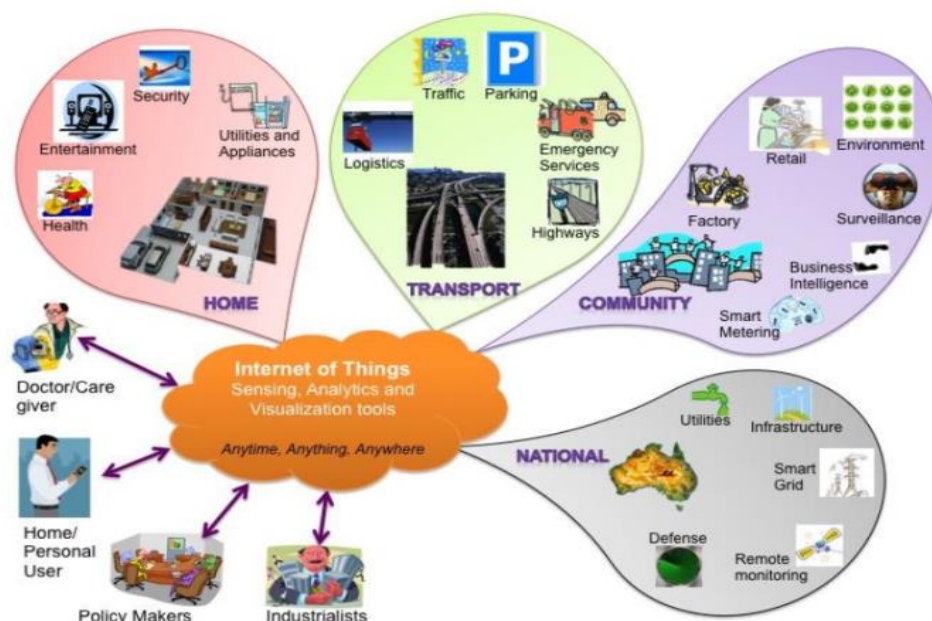 Security
Entertainment
Utilities and
Appliances
Health
HOME
Traffic
P
Parking
Logistics
Emergency
Services
Highways
TRANSPORT
Retail
Environment
Factory
Surveillance
Business
Intelligence
COMMUNITY
Smart
Metering
Internet of Things
Sensing, Analytics and
Visualization tools
Anytime, Anything, Anywhere
Doctor/Care
giver
Home/
Personal
User
Policy Makers
Industrialists
NATIONAL
Utilities
Infrastructure
Smart
Grid
Defense
Remote
monitoring